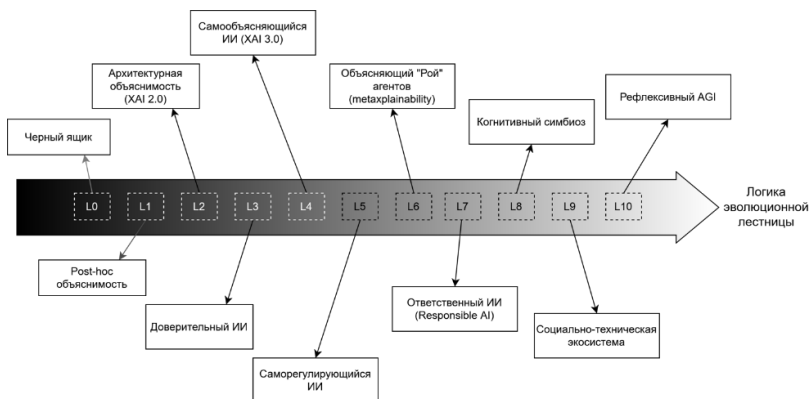 Самообъясняющийся
ИИ (XAI 3.0)
Архитектурная
объяснимость
(XAI 2.0)
Объясняющий "Рой"
агентов
(metaxplainability)
Рефлексивный AGI
Когнитивный симбиоз
Черный ящик
L0
L1
L2
L3
L4
L5
L6
L7
L8
L9
L10
Логика
эволюционной
лестницы
Post-hoc
объяснимость
Доверительный ИИ
Ответственный ИИ
(Responsible AI)
Социально-техническая
экосистема
Саморегулирующийся
ИИ